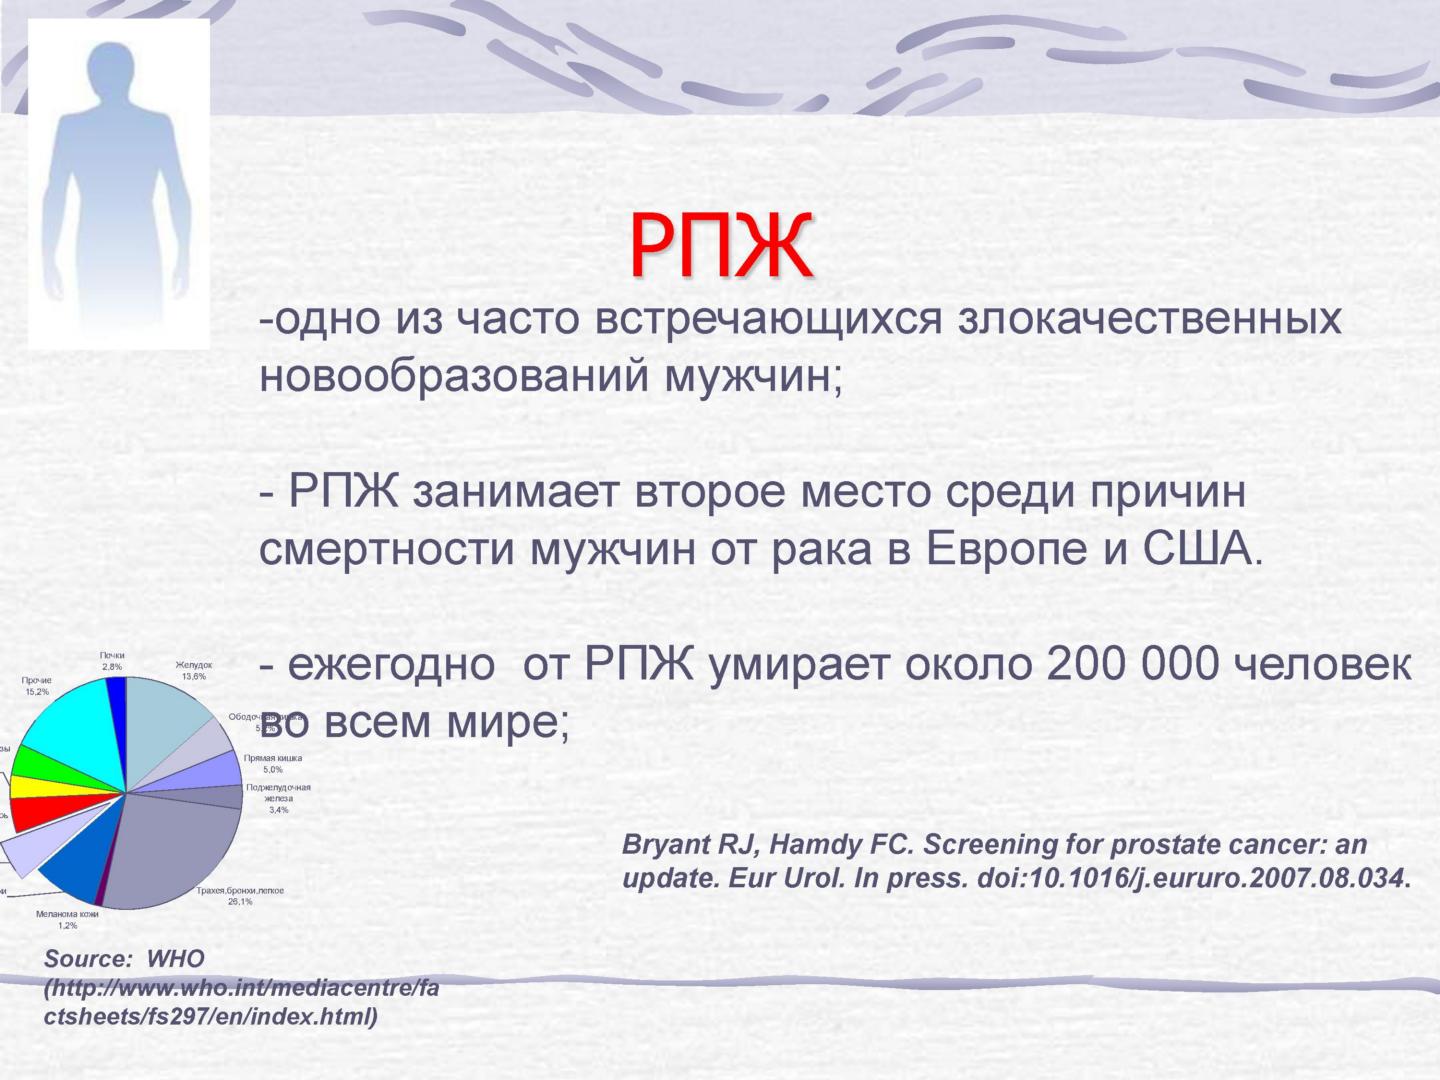 РПЖ
-одно из часто встречающихся злокачественных
новообразований мужчин;
- РПЖ занимает второе место среди причин
смертности мужчин от рака в Европе и США.
- ежегодно  от РПЖ умирает около 200 000 человек
во всем мире;
Почки
2,8%
Желудок
13,6%
Прочие
15,2%
Ободочная кишка
Прямая кишка
5,0%
Поджелудочная
железа
3,4%
Трахея,бронхи,легкое
26,1%
Меланома кожи
1,2%
Bryant RJ, Hamdy FC. Screening for prostate cancer: an
update. Eur Urol. In press. doi:10.1016/j.eururo.2007.08.034.
Source:  WHO
(http://www.who.int/mediacentre/fa
ctsheets/fs297/en/index.html)